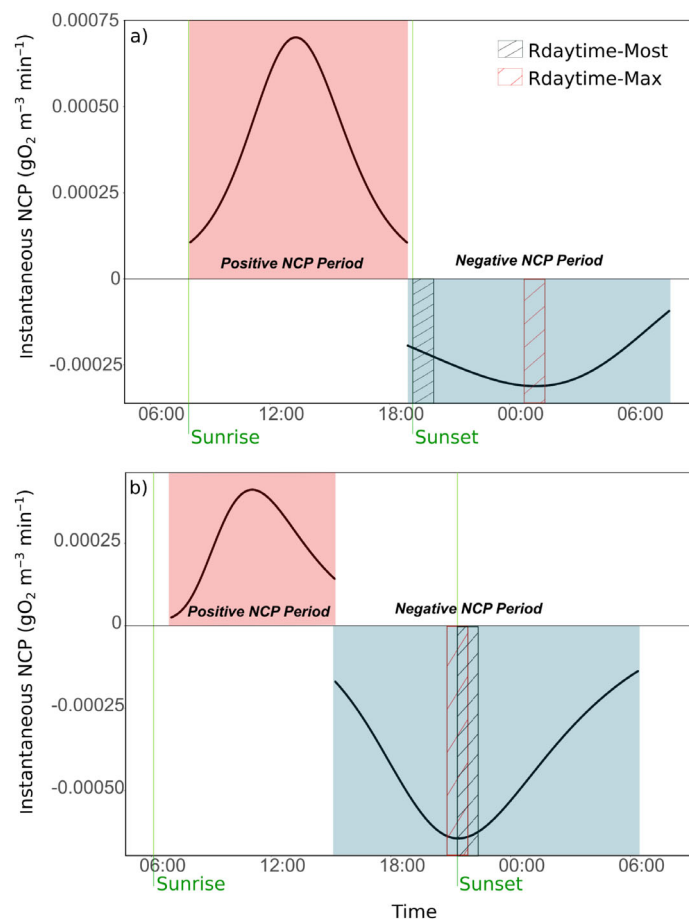 0.00075
a)
Rdaytime-Most
Rdaytime-Max
0.00050
0.00025
0
-0.00025
Instantaneous NCP (gO₂ m⁻³ min⁻¹)
Positive NCP Period
Negative NCP Period
06:00 12:00 18:00 00:00 06:00
Sunrise Sunset
b)
0.00025
0
-0.00025
-0.00050
Instantaneous NCP (gO₂ m⁻³ min⁻¹)
Positive NCP Period
Negative NCP Period
06:00 12:00 18:00 00:00 06:00
Sunrise Sunset
Time